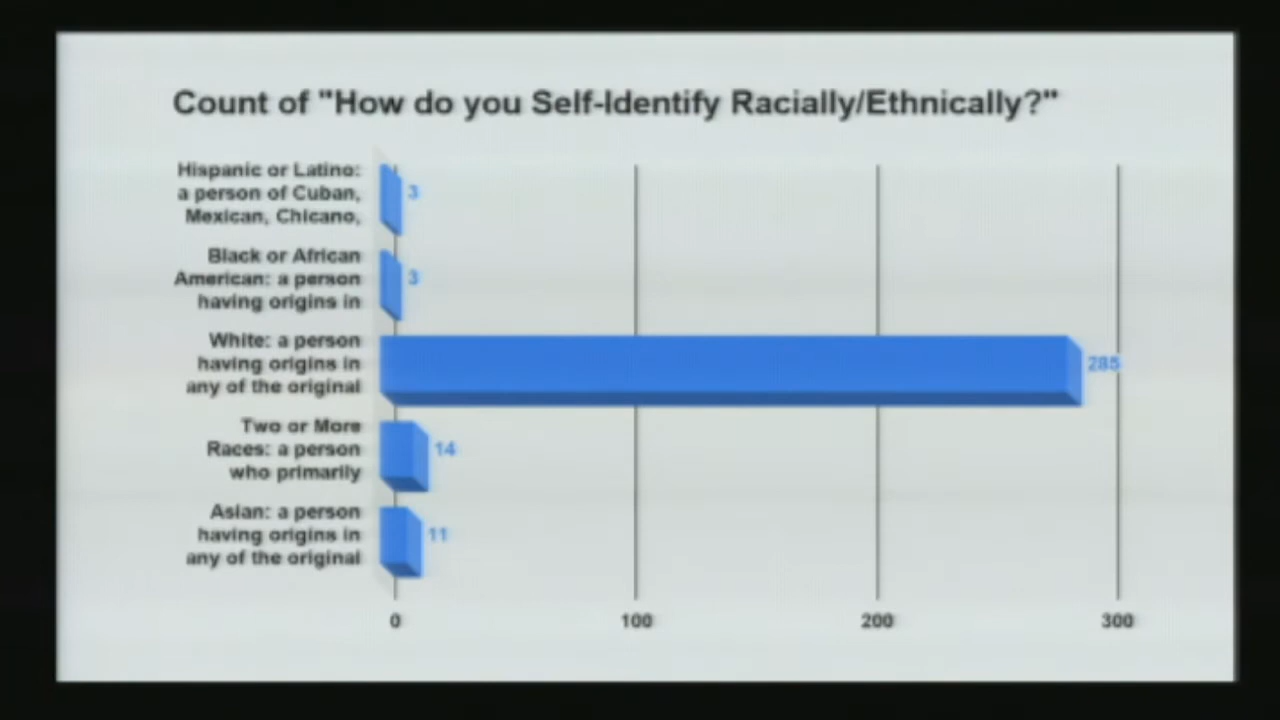 Count of "How do you Self-Identify Racially/Ethnically?"
Hispanic or Latino:
a person of Cuban,
Mexican, Chicano,
3
Black or African
American: a person
having origins in
3
White: a person
having origins in
any of the original
285
Two or More
Races: a person
who primarily
14
Asian: a person
having origins in
any of the original
11
0
100
200
300